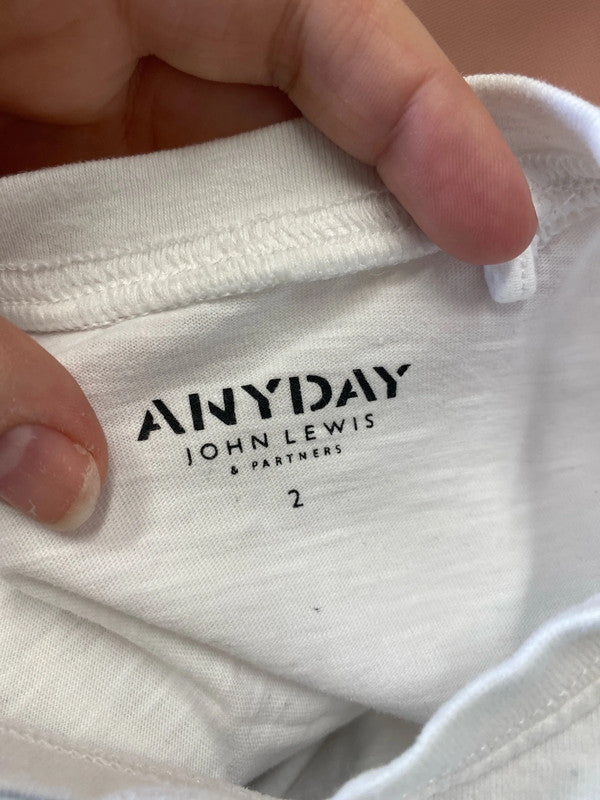 ANYDAY
JOHN LEWIS
& PARTNERS
2